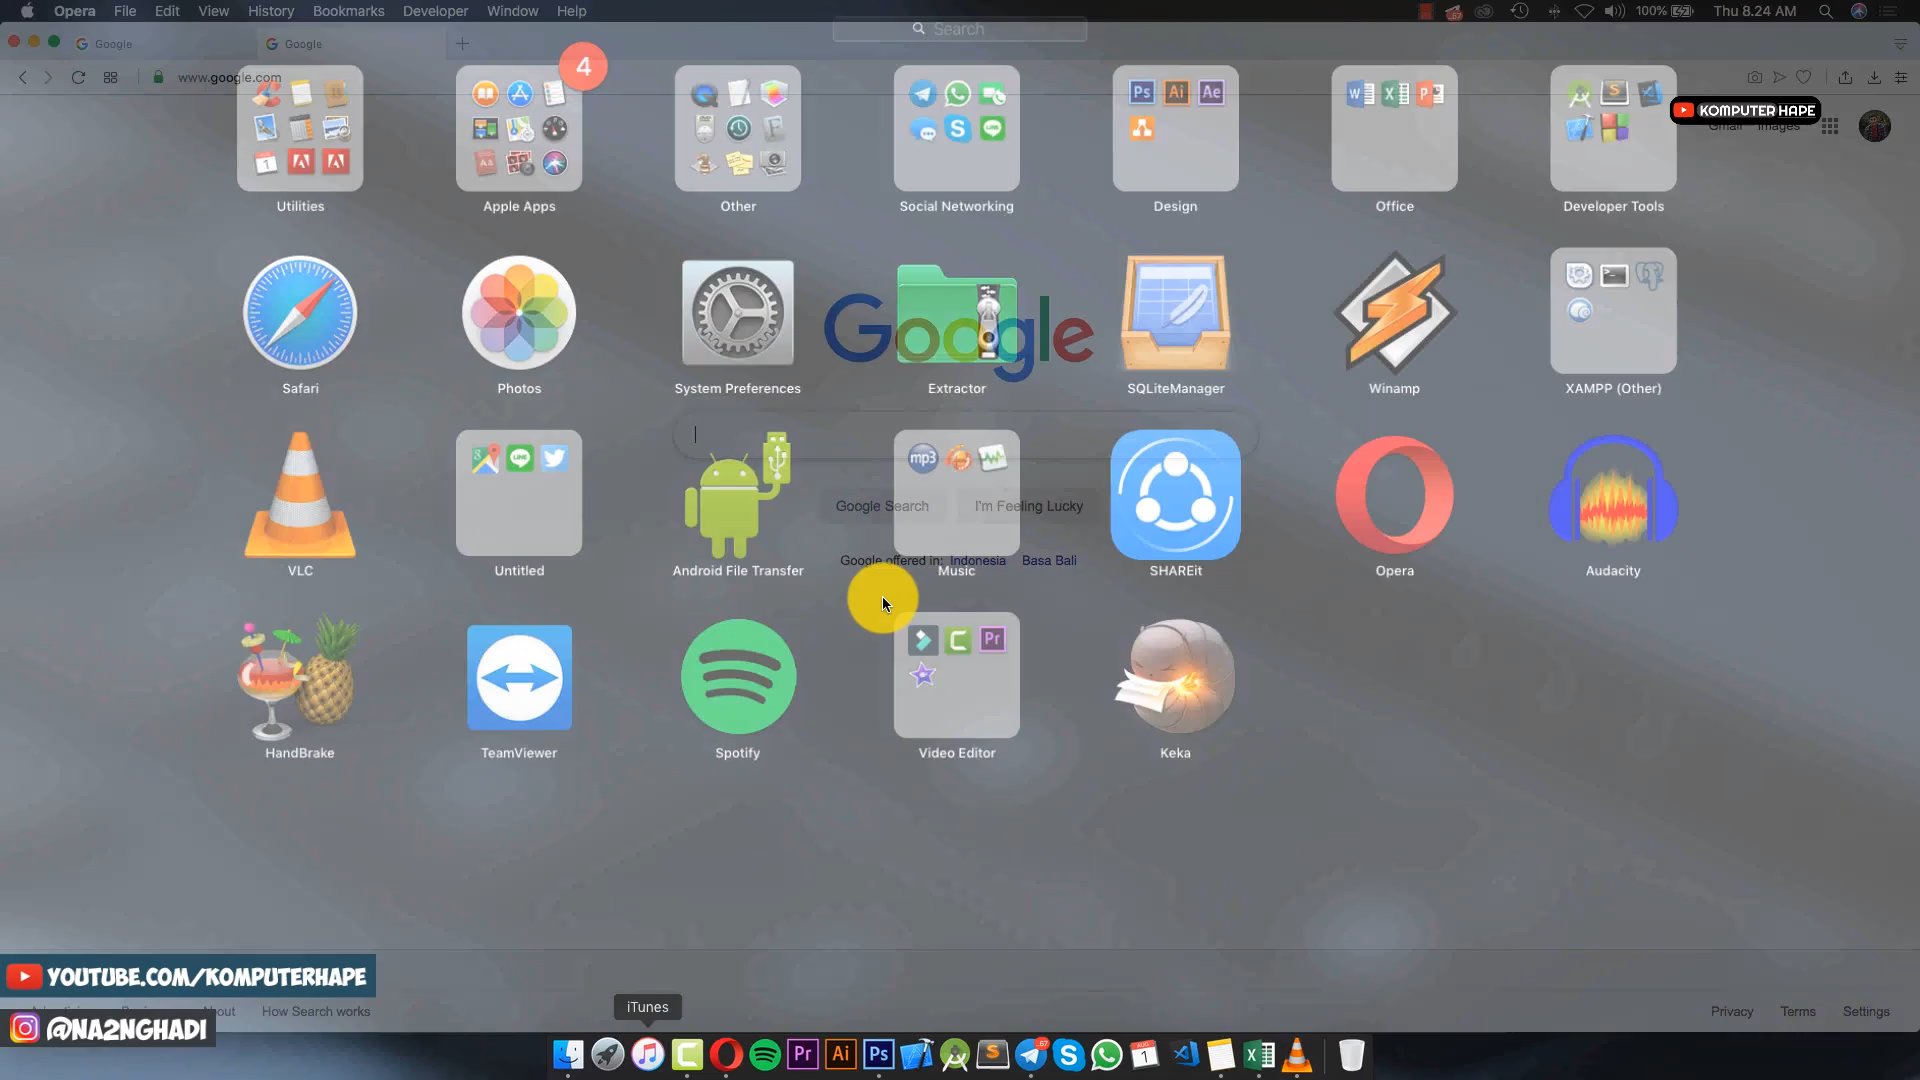 Opera File Edit View History Bookmarks Developer Window Help
100% Thu 8.24 AM
Google
Google
Search
www.google.com
4
KOMPUTER HAPE
Gmail Images
Utilities
Apple Apps
Other
Social Networking
Design
Office
Developer Tools
Google
Safari
Photos
System Preferences
Extractor
SQLiteManager
Winamp
XAMPP (Other)
Google Search
I'm Feeling Lucky
Google offered in: Indonesia Basa Bali
VLC
Untitled
Android File Transfer
Music
SHAREit
Opera
Audacity
HandBrake
TeamViewer
Spotify
Video Editor
Keka
YOUTUBE.COM/KOMPUTERHAPE
How Search works
Privacy Terms Settings
@NA2NGHADI
iTunes